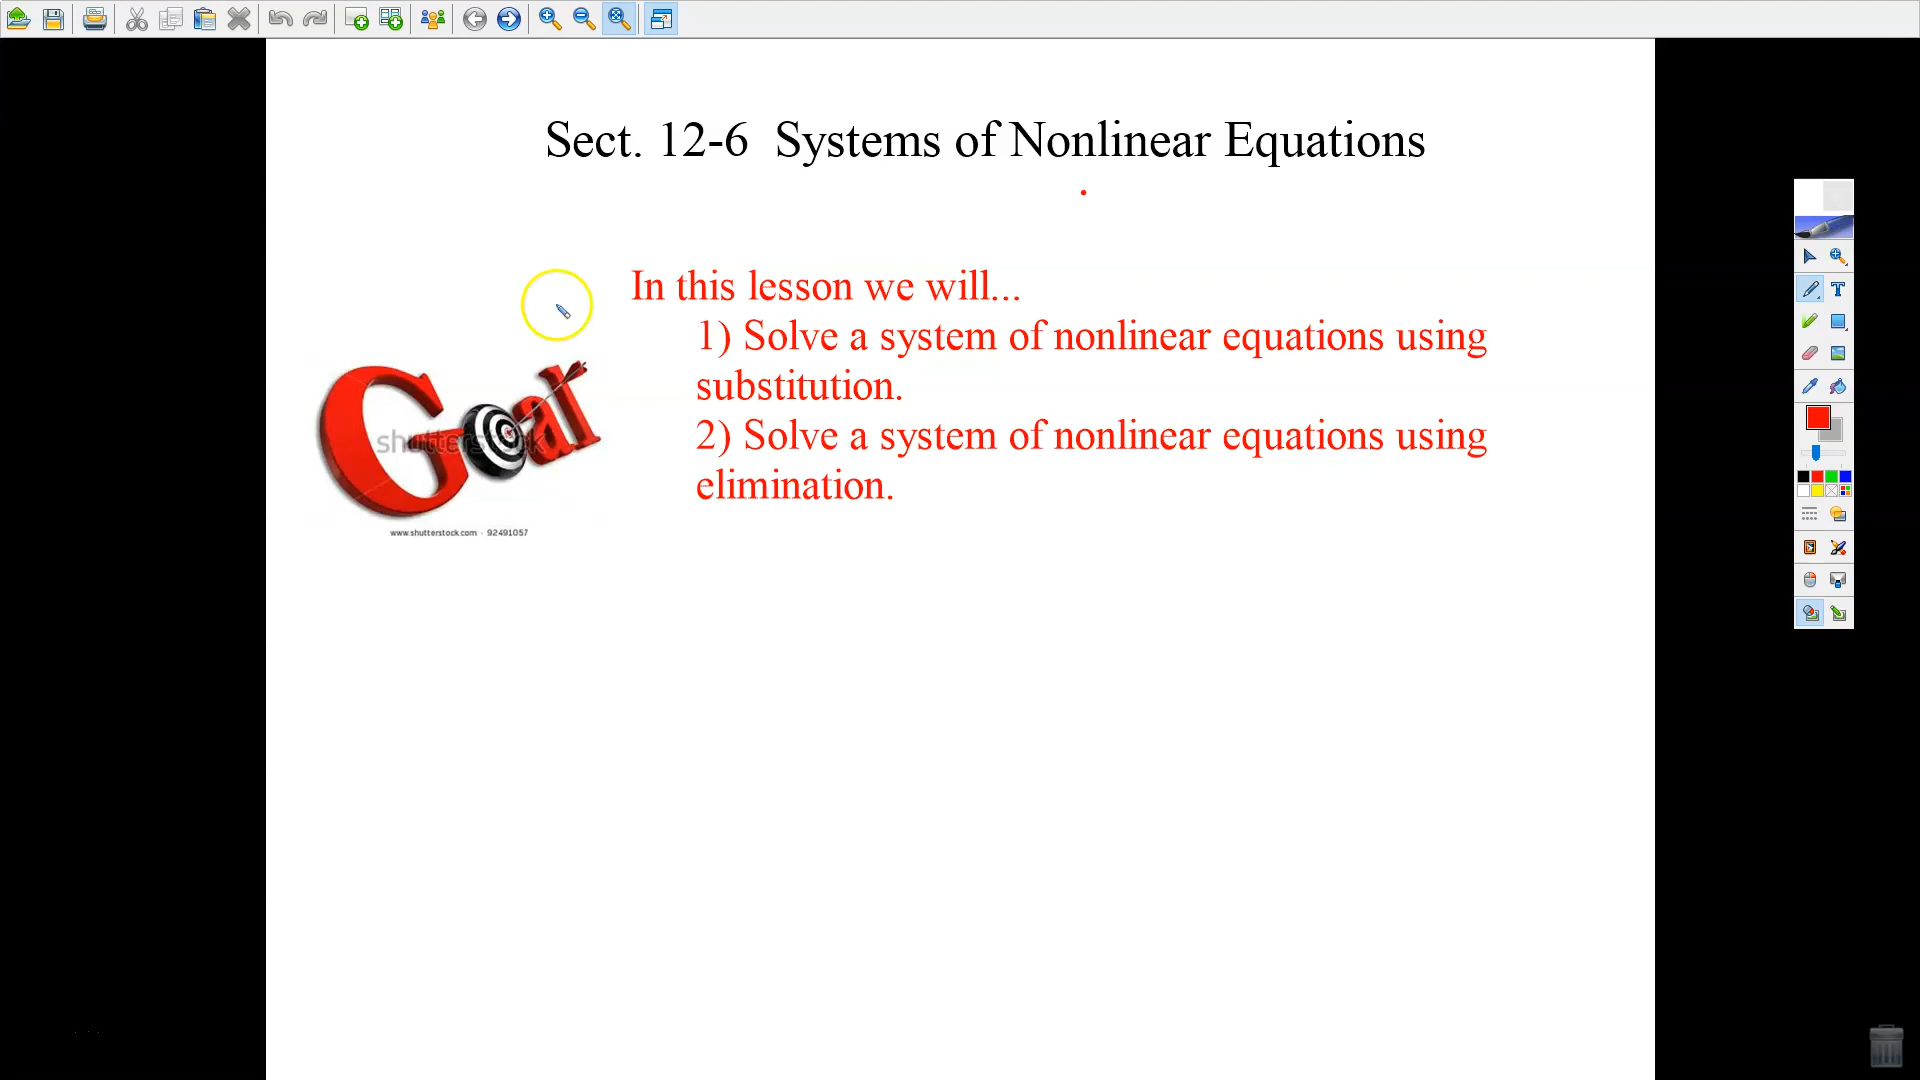 Sect. 12-6 Systems of Nonlinear Equations
In this lesson we will...
1) Solve a system of nonlinear equations using
substitution.
2) Solve a system of nonlinear equations using
elimination.
Goal
shutterstock
www.shutterstock.com · 92491057